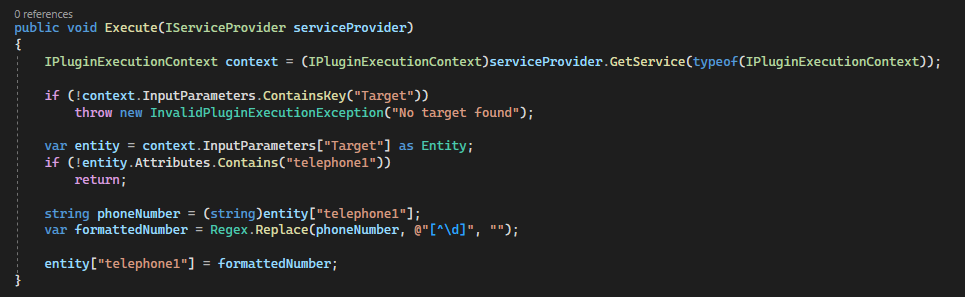 0 references
public void Execute(IServiceProvider serviceProvider)
{
    IPluginExecutionContext context = (IPluginExecutionContext)serviceProvider.GetService(typeof(IPluginExecutionContext));
    if (!context.InputParameters.ContainsKey("Target"))
        throw new InvalidPluginExecutionException("No target found");
    var entity = context.InputParameters["Target"] as Entity;
    if (!entity.Attributes.Contains("telephone1"))
        return;
    string phoneNumber = (string)entity["telephone1"];
    var formattedNumber = Regex.Replace(phoneNumber, @"[^\d]", "");
    entity["telephone1"] = formattedNumber;
}